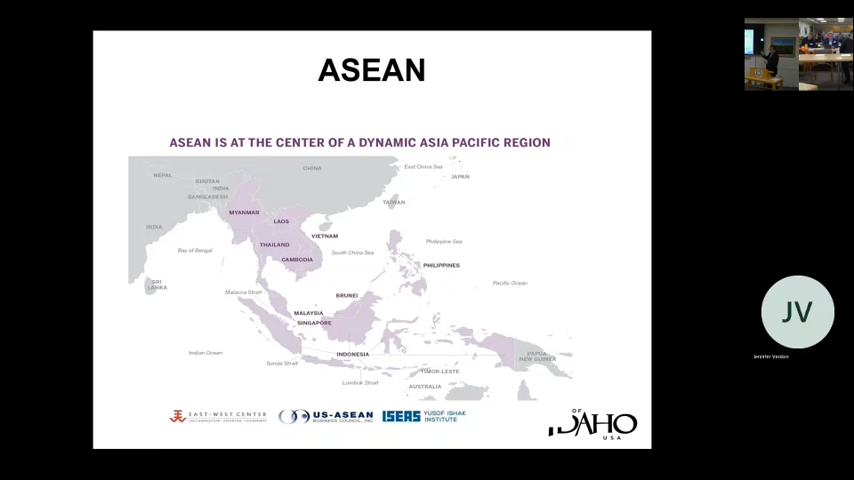 ASEAN
ASEAN IS AT THE CENTER OF A DYNAMIC ASIA PACIFIC REGION
CHINA
East China Sea
JAPAN
NEPAL
BHUTAN
INDIA
BANGLADESH
TAIWAN
MYANMAR
LAOS
INDIA
VIETNAM
Philippine Sea
THAILAND
Bay of Bengal
South China Sea
CAMBODIA
PHILIPPINES
SRI
LANKA
Pacific Ocean
Malacca Strait
BRUNEI
MALAYSIA
SINGAPORE
Indian Ocean
INDONESIA
PAPUA
NEW GUINEA
Sunda Strait
TIMOR-LESTE
Lombok Strait
AUSTRALIA
EAST-WEST CENTER
US-ASEAN
BUSINESS COUNCIL, INC.
ISEAS YUSOF ISHAK
INSTITUTE
OF
IDAHO
USA
JV
Jennifer Verdon